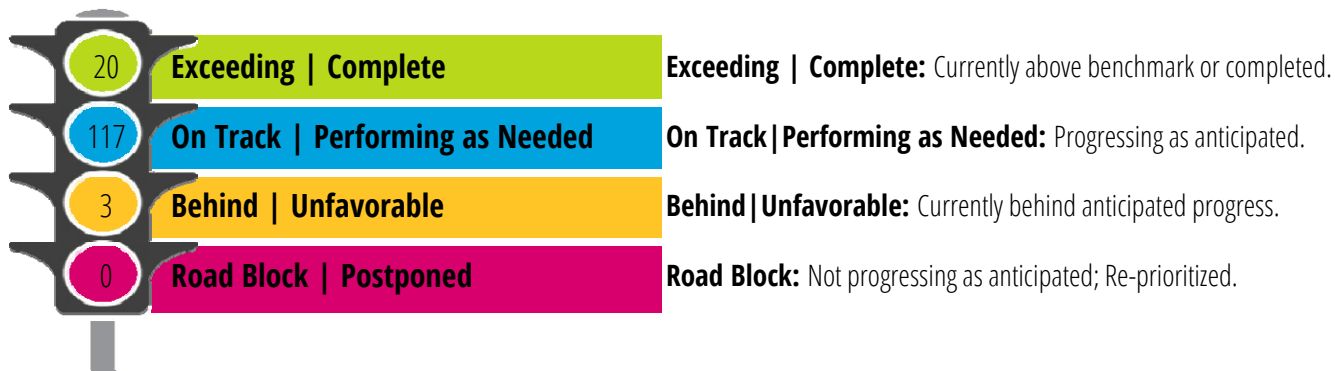 20 Exceeding | Complete Exceeding | Complete: Currently above benchmark or completed.
117 On Track | Performing as Needed On Track|Performing as Needed: Progressing as anticipated.
3 Behind | Unfavorable Behind|Unfavorable: Currently behind anticipated progress.
0 Road Block | Postponed Road Block: Not progressing as anticipated; Re-prioritized.